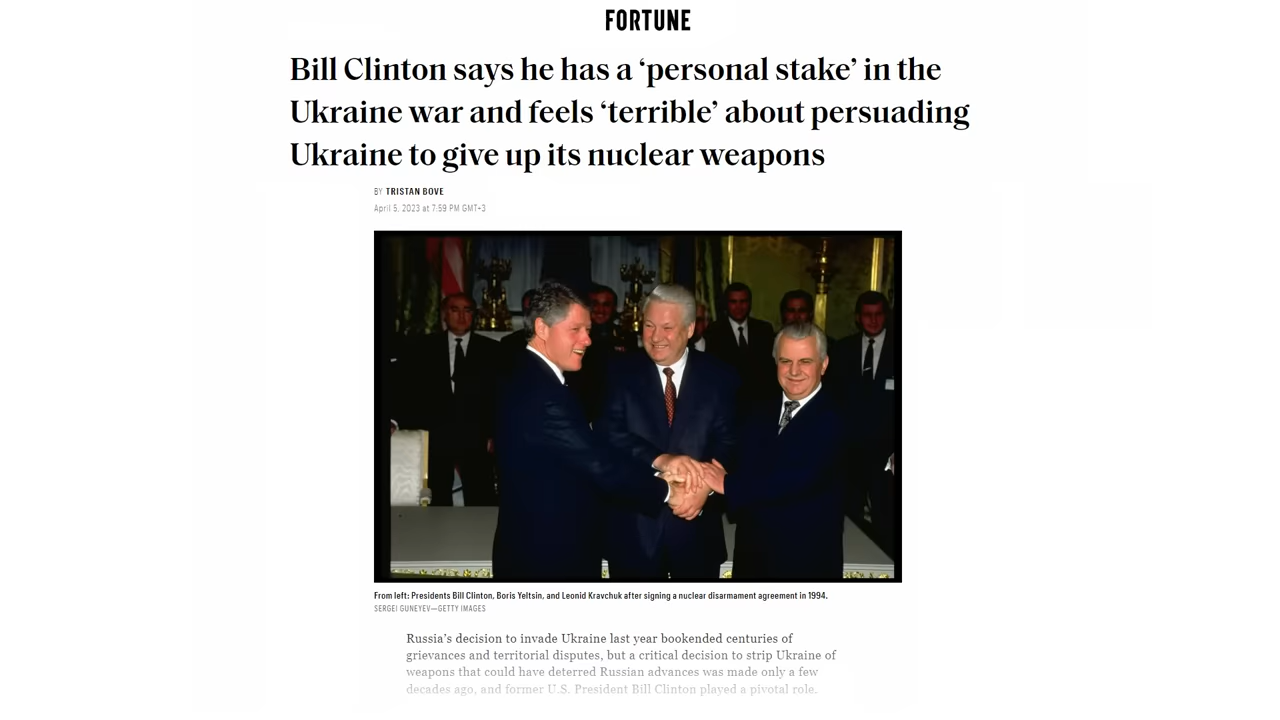 FORTUNE
Bill Clinton says he has a ‘personal stake’ in the
Ukraine war and feels ‘terrible’ about persuading
Ukraine to give up its nuclear weapons
BY TRISTAN BOVE
April 5, 2023 at 7:59 PM GMT+3
From left: Presidents Bill Clinton, Boris Yeltsin, and Leonid Kravchuk after signing a nuclear disarmament agreement in 1994.
SERGEI GUNEYEV—GETTY IMAGES
Russia’s decision to invade Ukraine last year bookended centuries of
grievances and territorial disputes, but a critical decision to strip Ukraine of
weapons that could have deterred Russian advances was made only a few
decades ago, and former U.S. President Bill Clinton played a pivotal role.